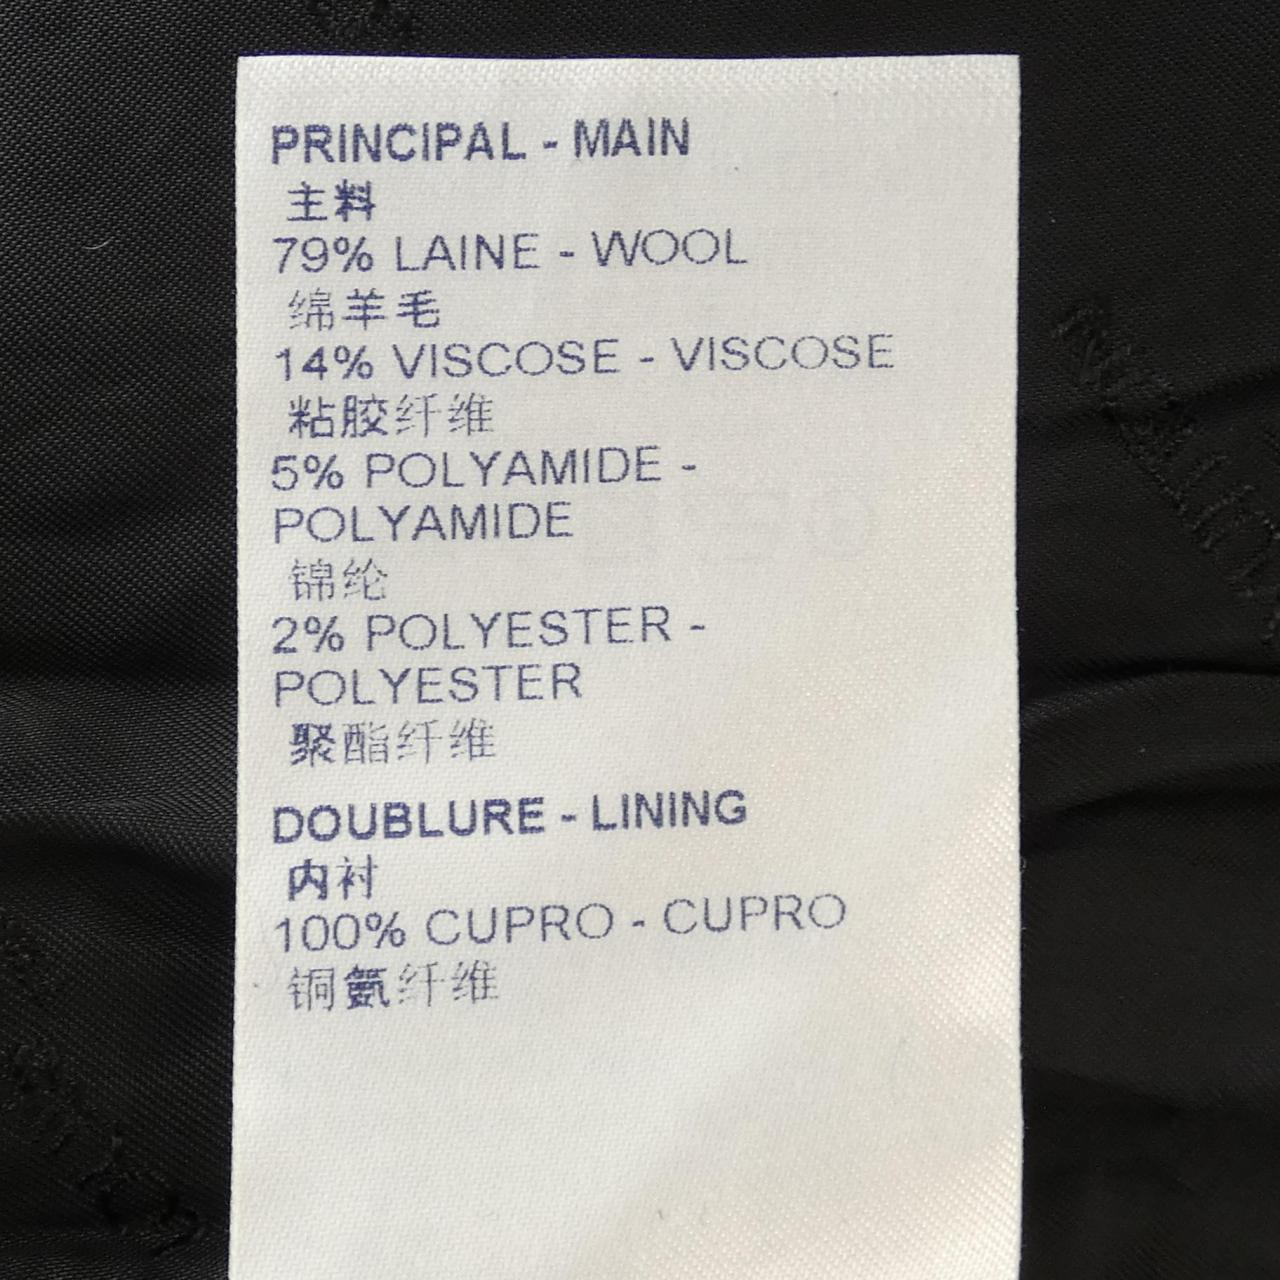 PRINCIPAL - MAIN
主料
79% LAINE - WOOL
绵羊毛
14% VISCOSE - VISCOSE
粘胶纤维
5% POLYAMIDE -
POLYAMIDE
锦纶
2% POLYESTER -
POLYESTER
聚酯纤维
DOUBLURE - LINING
内衬
100% CUPRO - CUPRO
铜氨纤维